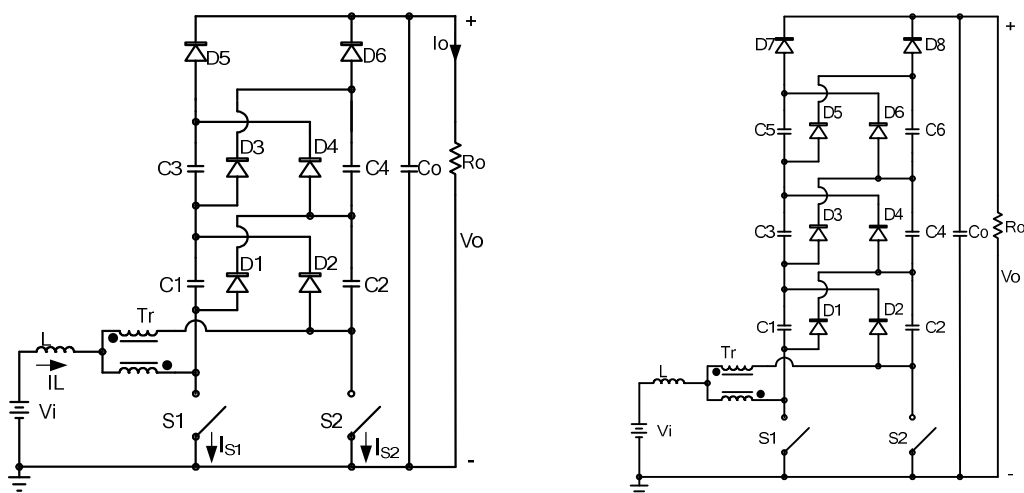 +
D5
D6
Io
D3
D4
C3
C4
Co
Ro
Vo
D1
D2
C1
C2
Tr
L
IL
Vi
S1
S2
IS1
IS2
-
+
D7
D8
D5
D6
C5
C6
D3
D4
C3
C4
Co
Ro
Vo
D1
D2
C1
C2
Tr
L
Vi
S1
S2
-